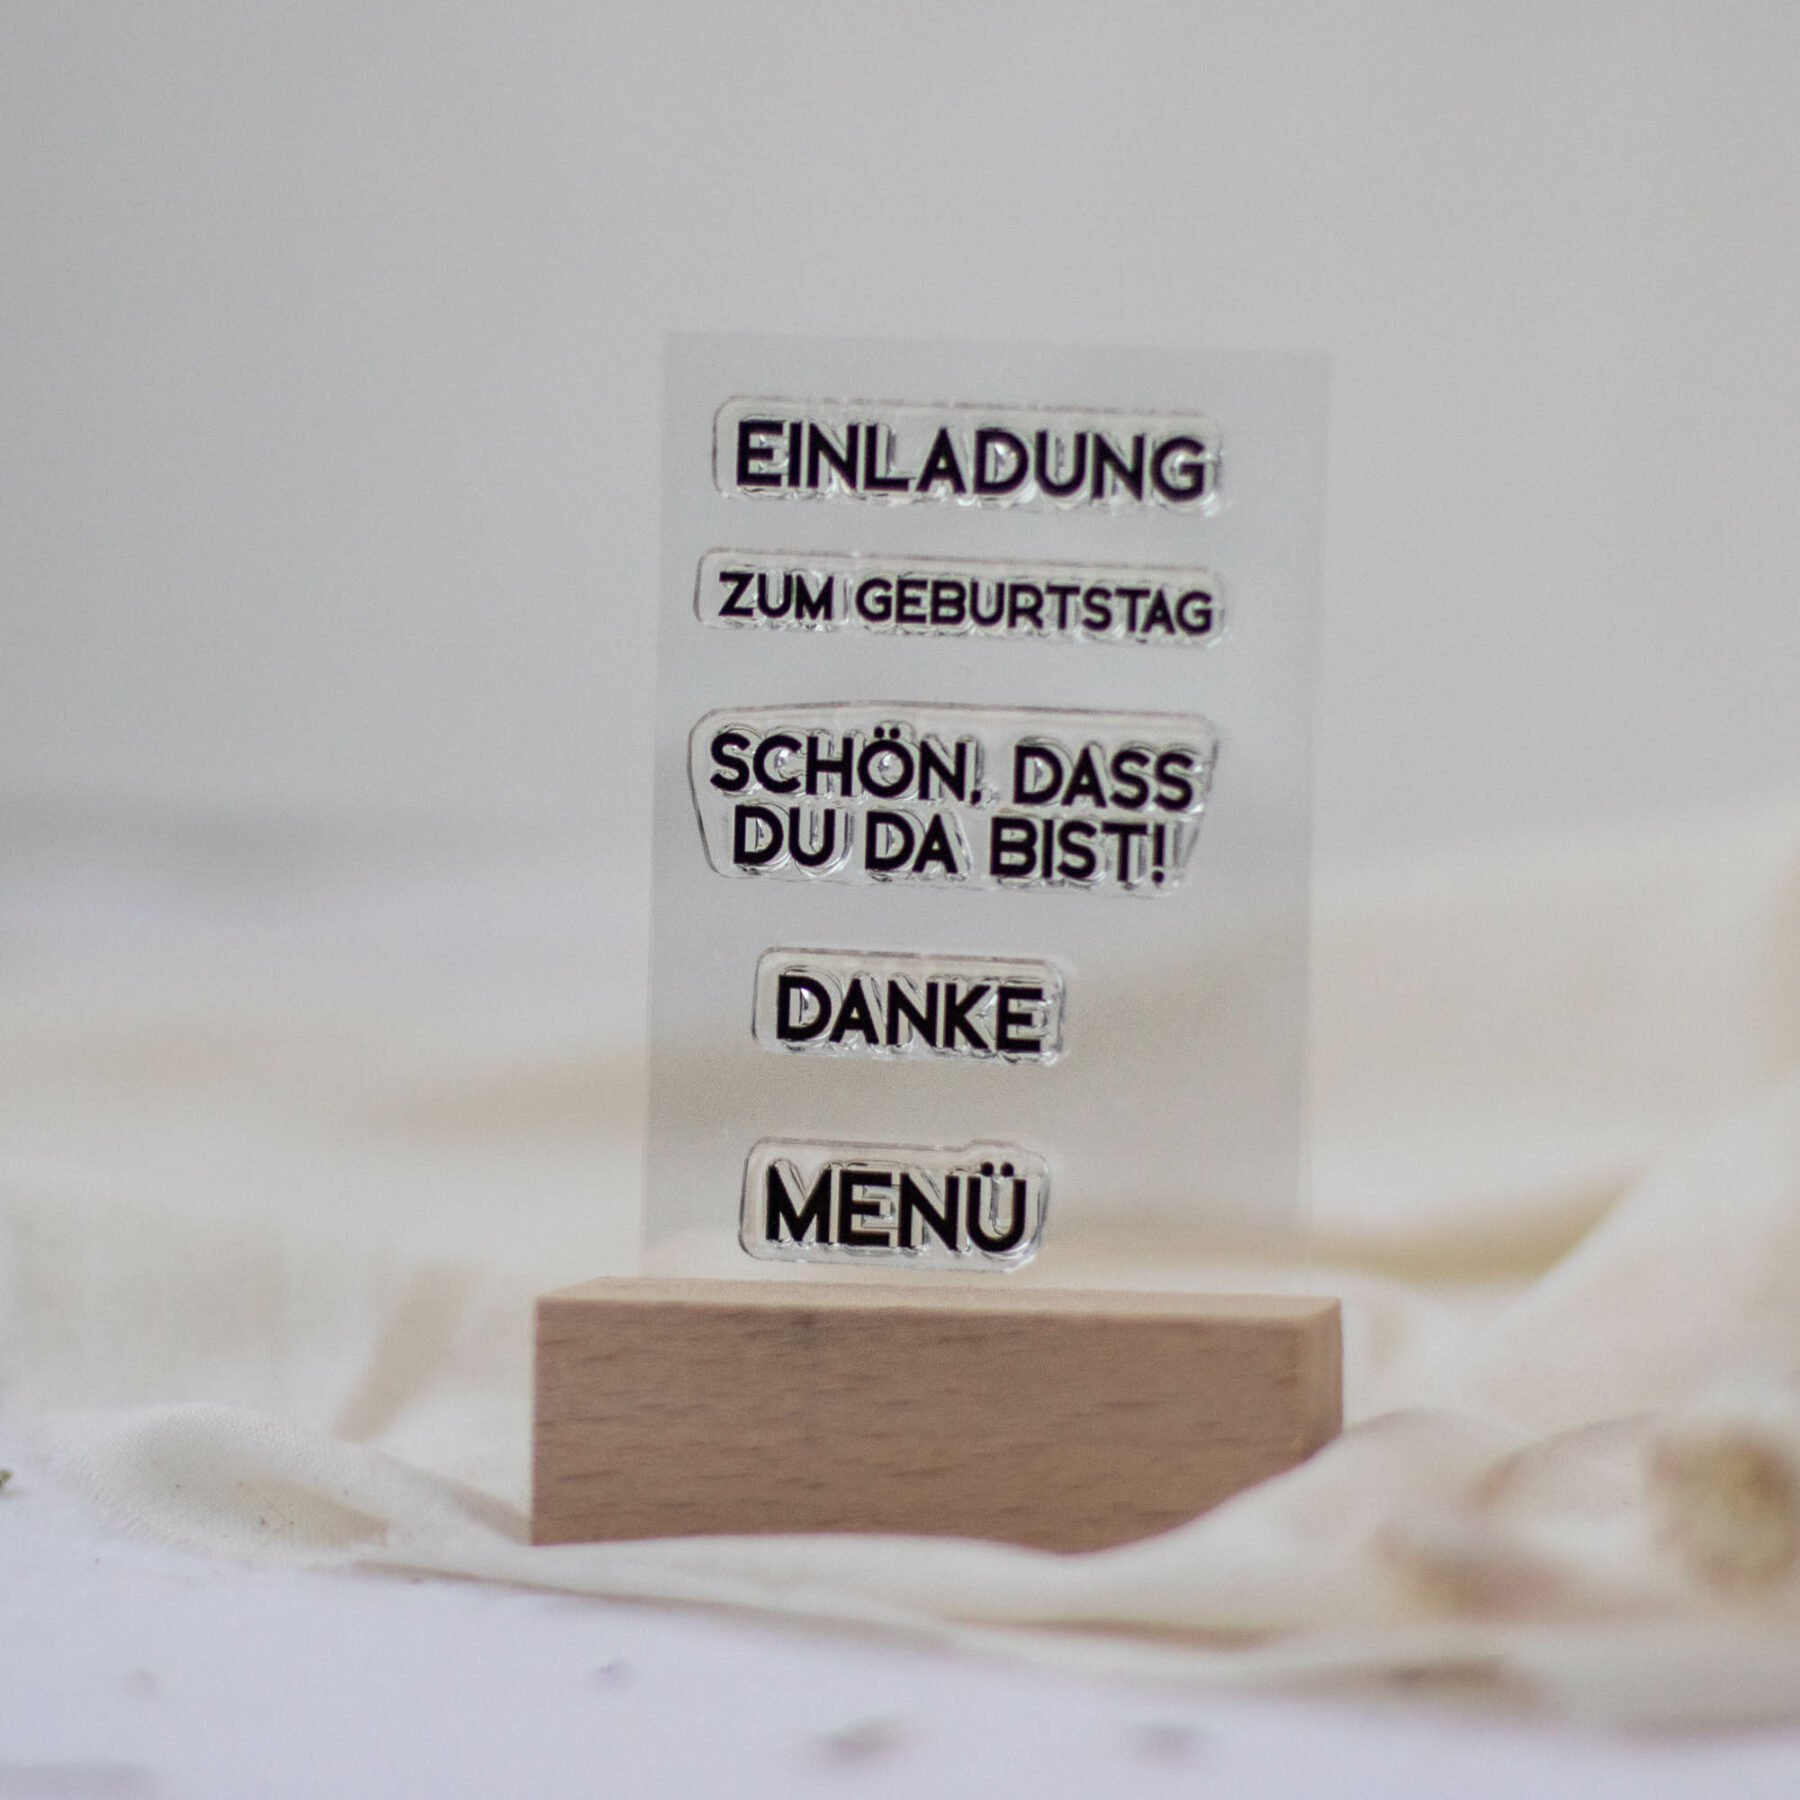 EINLADUNG
ZUM GEBURTSTAG
SCHÖN, DASS
DU DA BIST!
DANKE
MENÜ